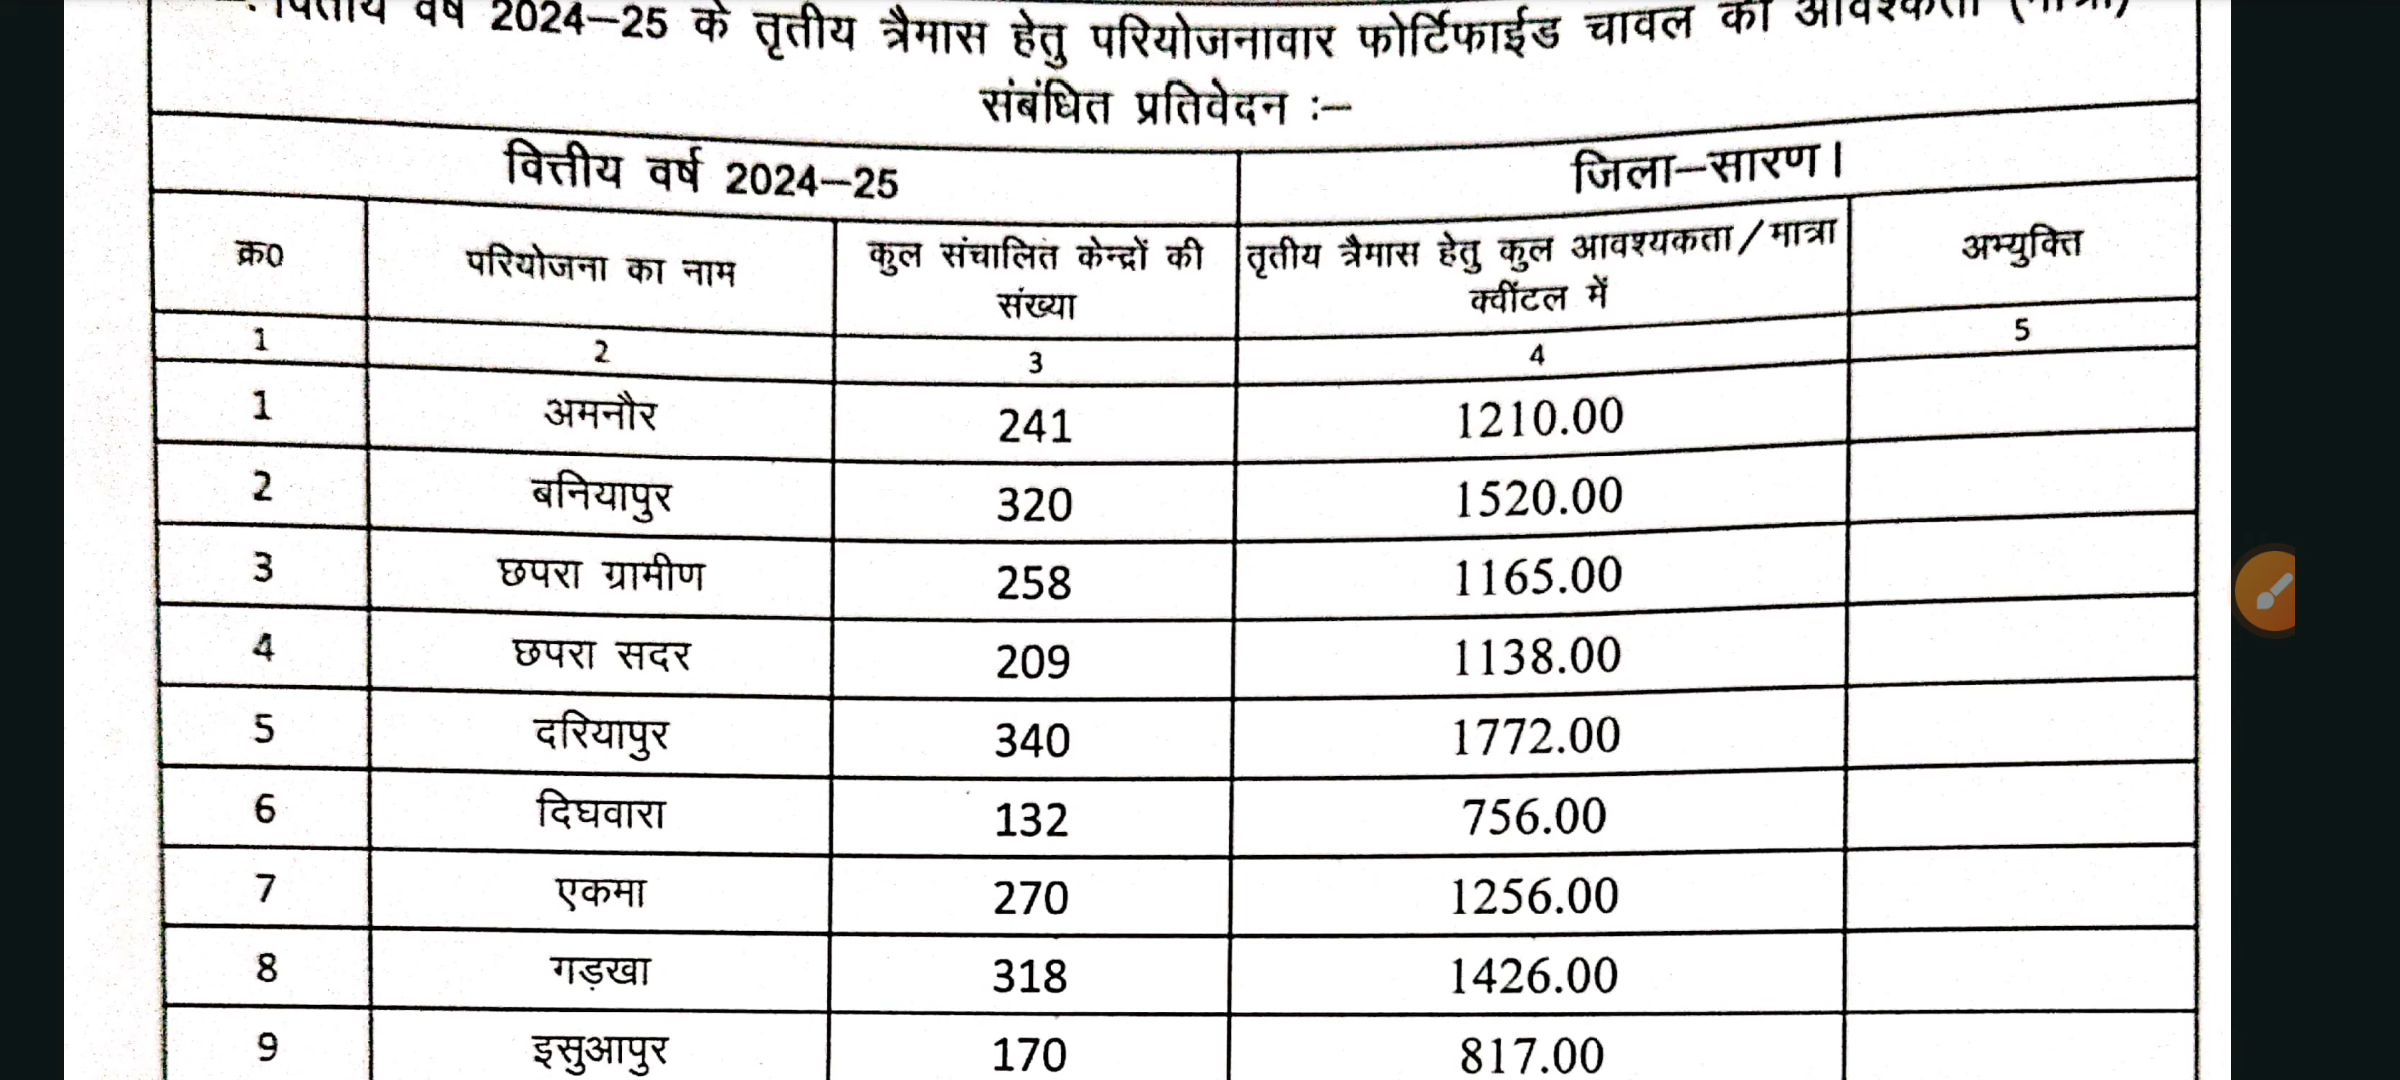 वित्तीय वर्ष 2024–25 के तृतीय त्रैमास हेतु परियोजनावार फोर्टिफाईड चावल की आवश्यकता (मात्रा)
संबंधित प्रतिवेदन :–
वित्तीय वर्ष 2024–25 जिला–सारण।
क्र0 परियोजना का नाम कुल संचालित केन्द्रों की तृतीय त्रैमास हेतु कुल आवश्यकता/मात्रा अभ्युक्ति
संख्या क्वींटल में
1 2 3 4 5
1 अमनौर 241 1210.00
2 बनियापुर 320 1520.00
3 छपरा ग्रामीण 258 1165.00
4 छपरा सदर 209 1138.00
5 दरियापुर 340 1772.00
6 दिघवारा 132 756.00
7 एकमा 270 1256.00
8 गड़खा 318 1426.00
9 इसुआपुर 170 817.00